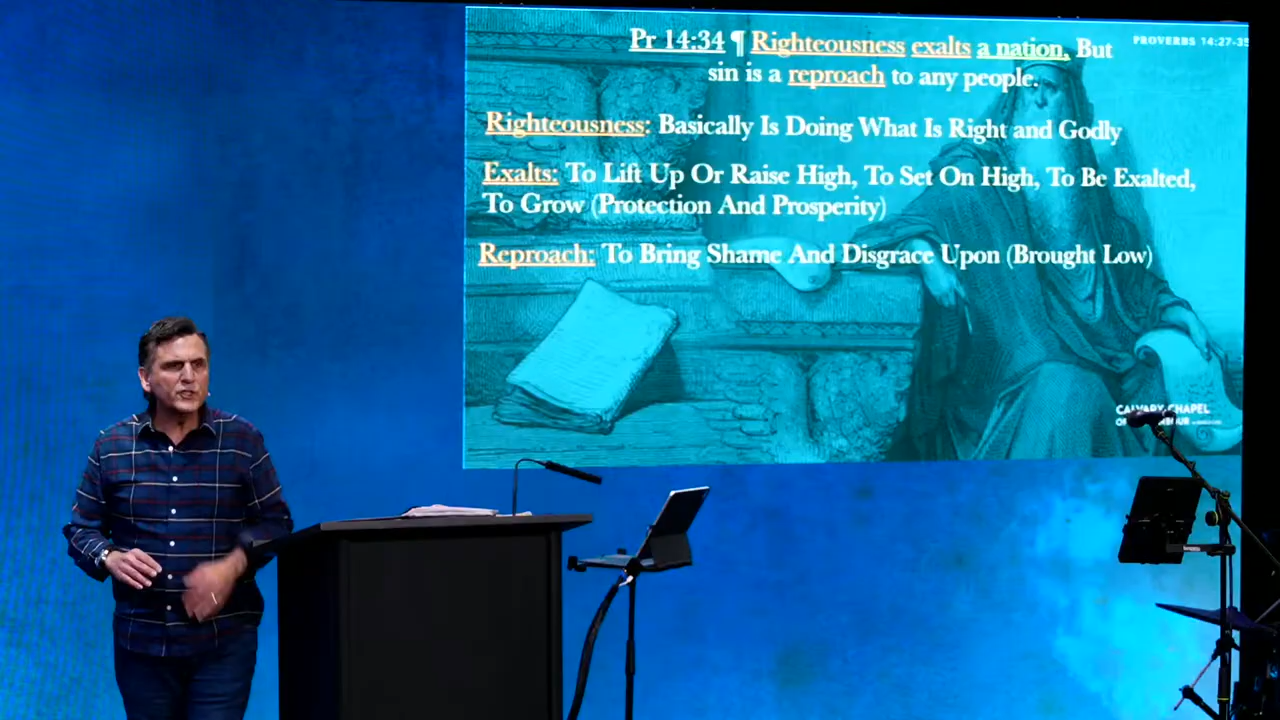 Pr 14:34 ¶ Righteousness exalts a nation, But
sin is a reproach to any people.
PROVERBS 14:27-35
Righteousness: Basically Is Doing What Is Right and Godly
Exalts: To Lift Up Or Raise High, To Set On High, To Be Exalted,
To Grow (Protection And Prosperity)
Reproach: To Bring Shame And Disgrace Upon (Brought Low)
CALVARY CHAPEL